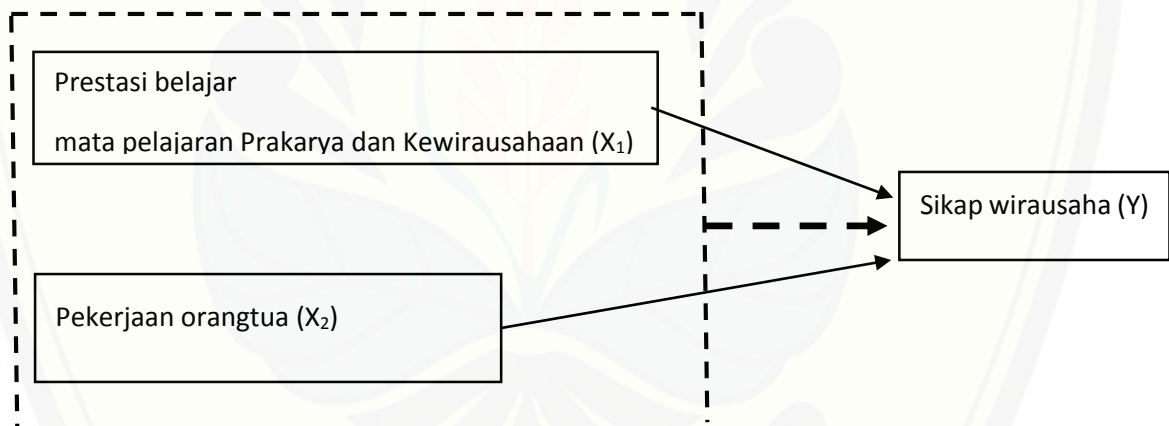 Prestasi belajar
mata pelajaran Prakarya dan Kewirausahaan (X₁)
Sikap wirausaha (Y)
Pekerjaan orangtua (X₂)